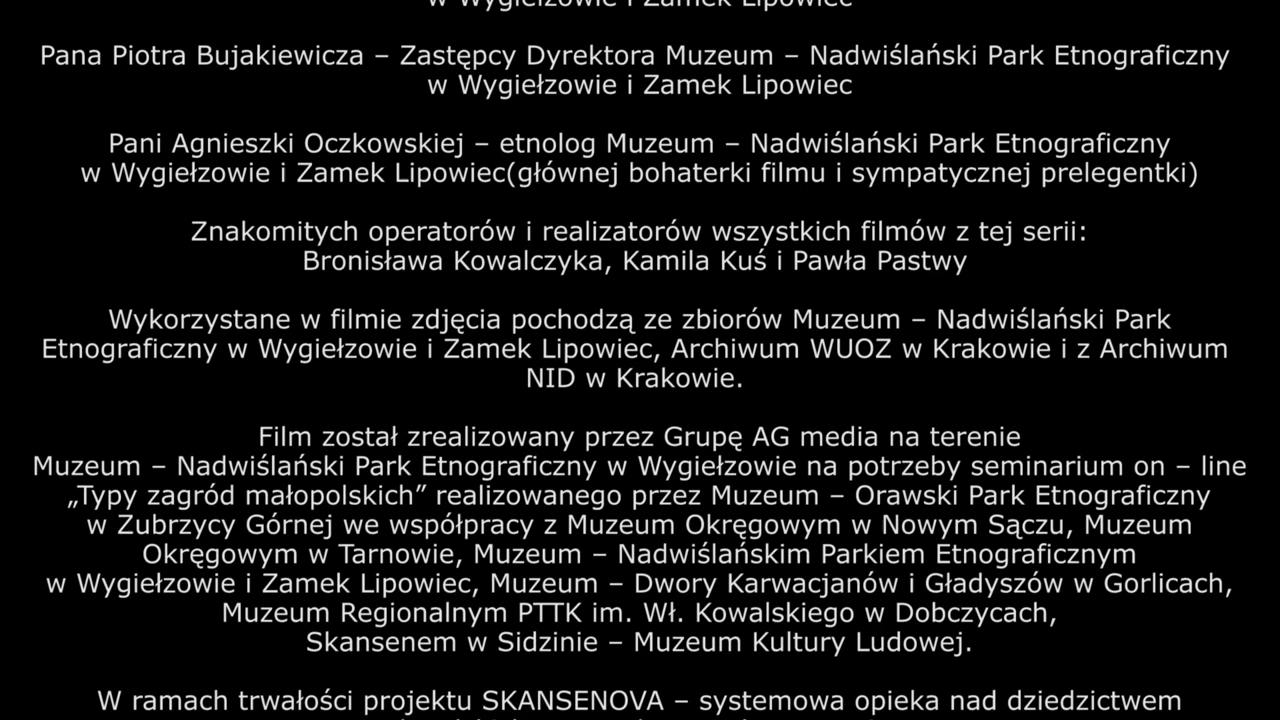 w Wygiełzowie i Zamek Lipowiec
Pana Piotra Bujakiewicza – Zastępcy Dyrektora Muzeum – Nadwiślański Park Etnograficzny
w Wygiełzowie i Zamek Lipowiec
Pani Agnieszki Oczkowskiej – etnolog Muzeum – Nadwiślański Park Etnograficzny
w Wygiełzowie i Zamek Lipowiec(głównej bohaterki filmu i sympatycznej prelegentki)
Znakomitych operatorów i realizatorów wszystkich filmów z tej serii:
Bronisława Kowalczyka, Kamila Kuś i Pawła Pastwy
Wykorzystane w filmie zdjęcia pochodzą ze zbiorów Muzeum – Nadwiślański Park
Etnograficzny w Wygiełzowie i Zamek Lipowiec, Archiwum WUOZ w Krakowie i z Archiwum
NID w Krakowie.
Film został zrealizowany przez Grupę AG media na terenie
Muzeum – Nadwiślański Park Etnograficzny w Wygiełzowie na potrzeby seminarium on – line
„Typy zagród małopolskich” realizowanego przez Muzeum – Orawski Park Etnograficzny
w Zubrzycy Górnej we współpracy z Muzeum Okręgowym w Nowym Sączu, Muzeum
Okręgowym w Tarnowie, Muzeum – Nadwiślańskim Parkiem Etnograficznym
w Wygiełzowie i Zamek Lipowiec, Muzeum – Dwory Karwacjanów i Gładyszów w Gorlicach,
Muzeum Regionalnym PTTK im. Wł. Kowalskiego w Dobczycach,
Skansenem w Sidzinie – Muzeum Kultury Ludowej.
W ramach trwałości projektu SKANSENOVA – systemowa opieka nad dziedzictwem